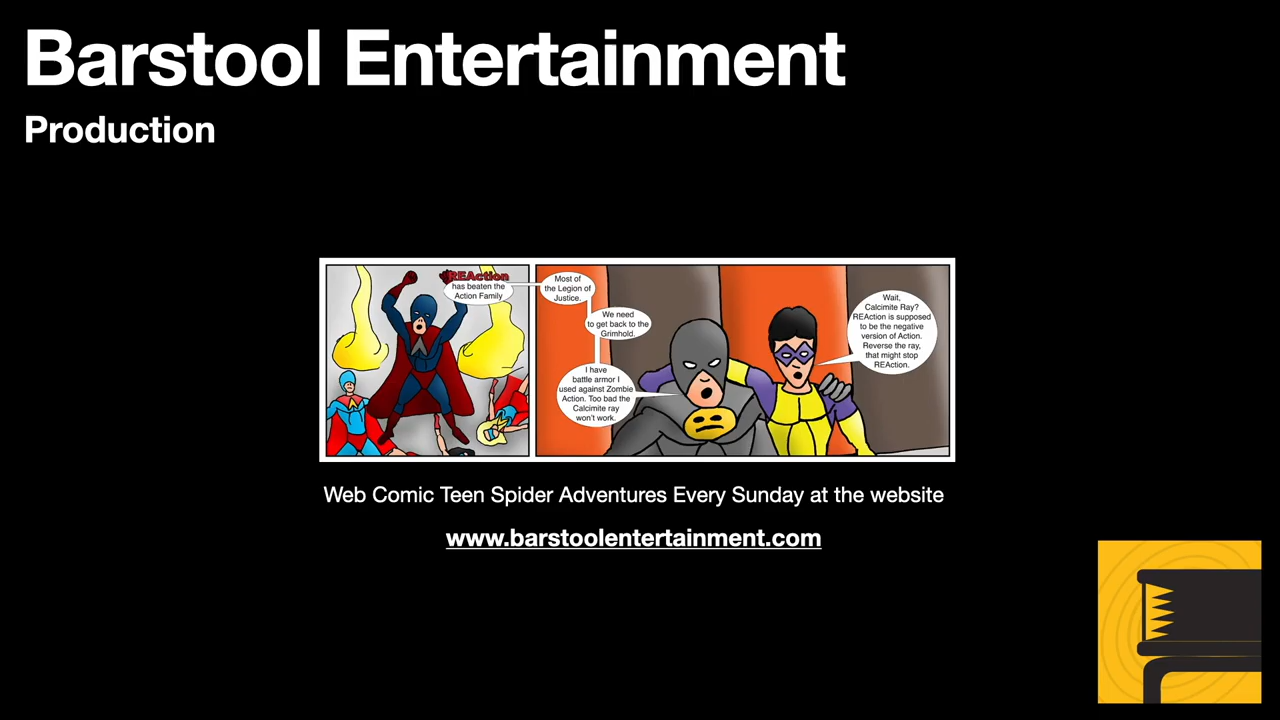 Barstool Entertainment
Production
REAction
has beaten the
Action Family
Most of
the Legion of
Justice.
We need
to get back to the
Grimhold.
I have
battle armor I
used against Zombie
Action. Too bad the
Calcimite ray
won't work.
Wait,
Calcimite Ray?
REAction is supposed
to be the negative
version of Action.
Reverse the ray,
that might stop
REAction.
Web Comic Teen Spider Adventures Every Sunday at the website
www.barstoolentertainment.com